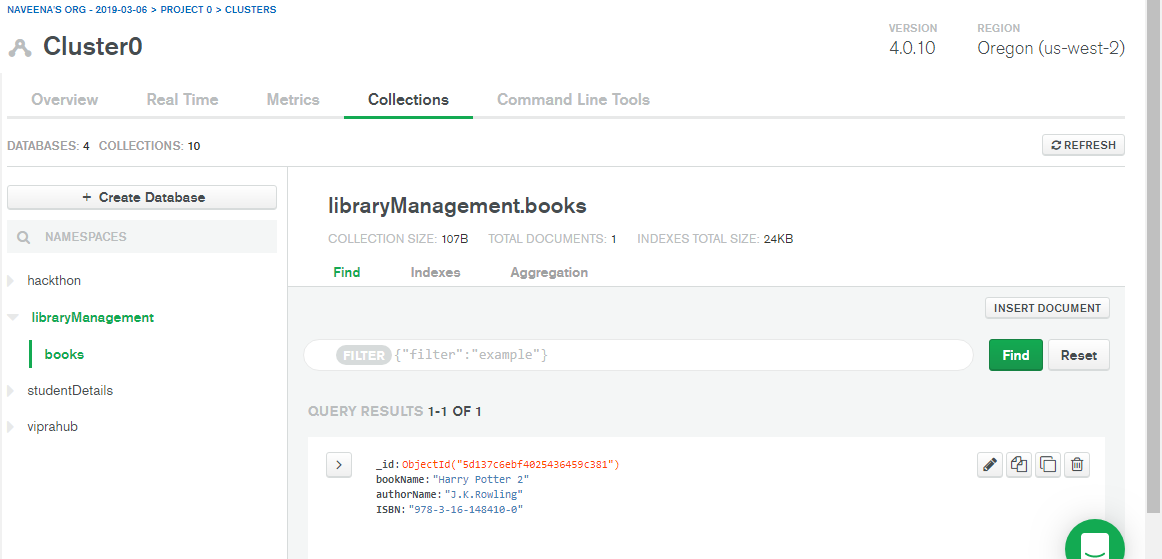 NAVEENA'S ORG - 2019-03-06 > PROJECT 0 > CLUSTERS
Cluster0
VERSION
4.0.10
REGION
Oregon (us-west-2)
Overview
Real Time
Metrics
Collections
Command Line Tools
DATABASES: 4 COLLECTIONS: 10
REFRESH
+ Create Database
NAMESPACES
hackthon
libraryManagement
books
studentDetails
viprahub
libraryManagement.books
COLLECTION SIZE: 107B TOTAL DOCUMENTS: 1 INDEXES TOTAL SIZE: 24KB
Find
Indexes
Aggregation
INSERT DOCUMENT
FILTER {"filter":"example"}
Find
Reset
QUERY RESULTS 1-1 OF 1
_id: ObjectId("5d137c6ebf4025436459c381")
bookName: "Harry Potter 2"
authorName: "J.K.Rowling"
ISBN: "978-3-16-148410-0"